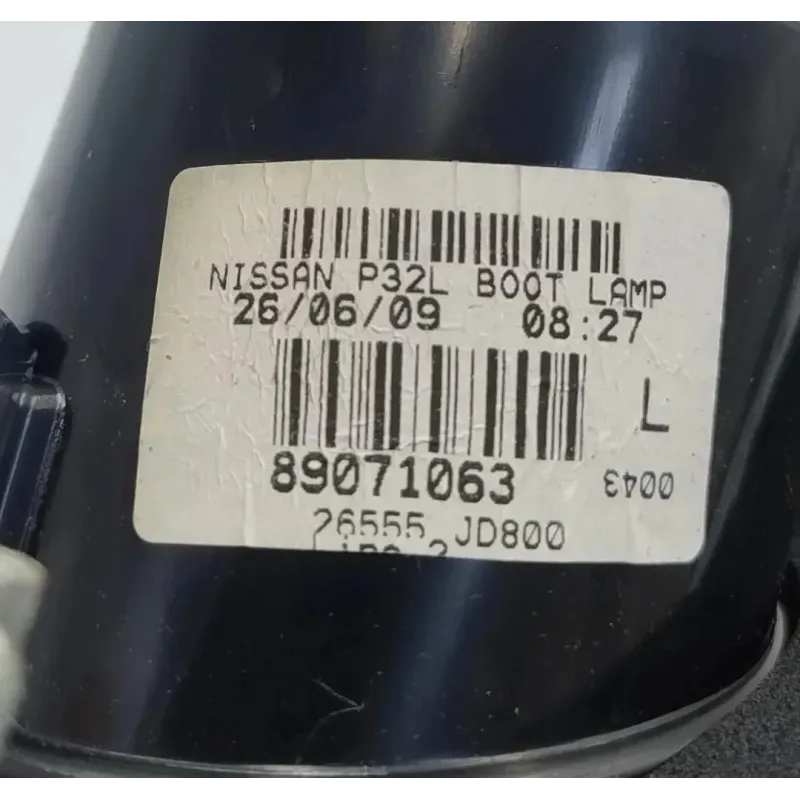 NISSAN P32L BOOT LAMP
26/06/09 08:27
L
89071063 0043
26555 JD800